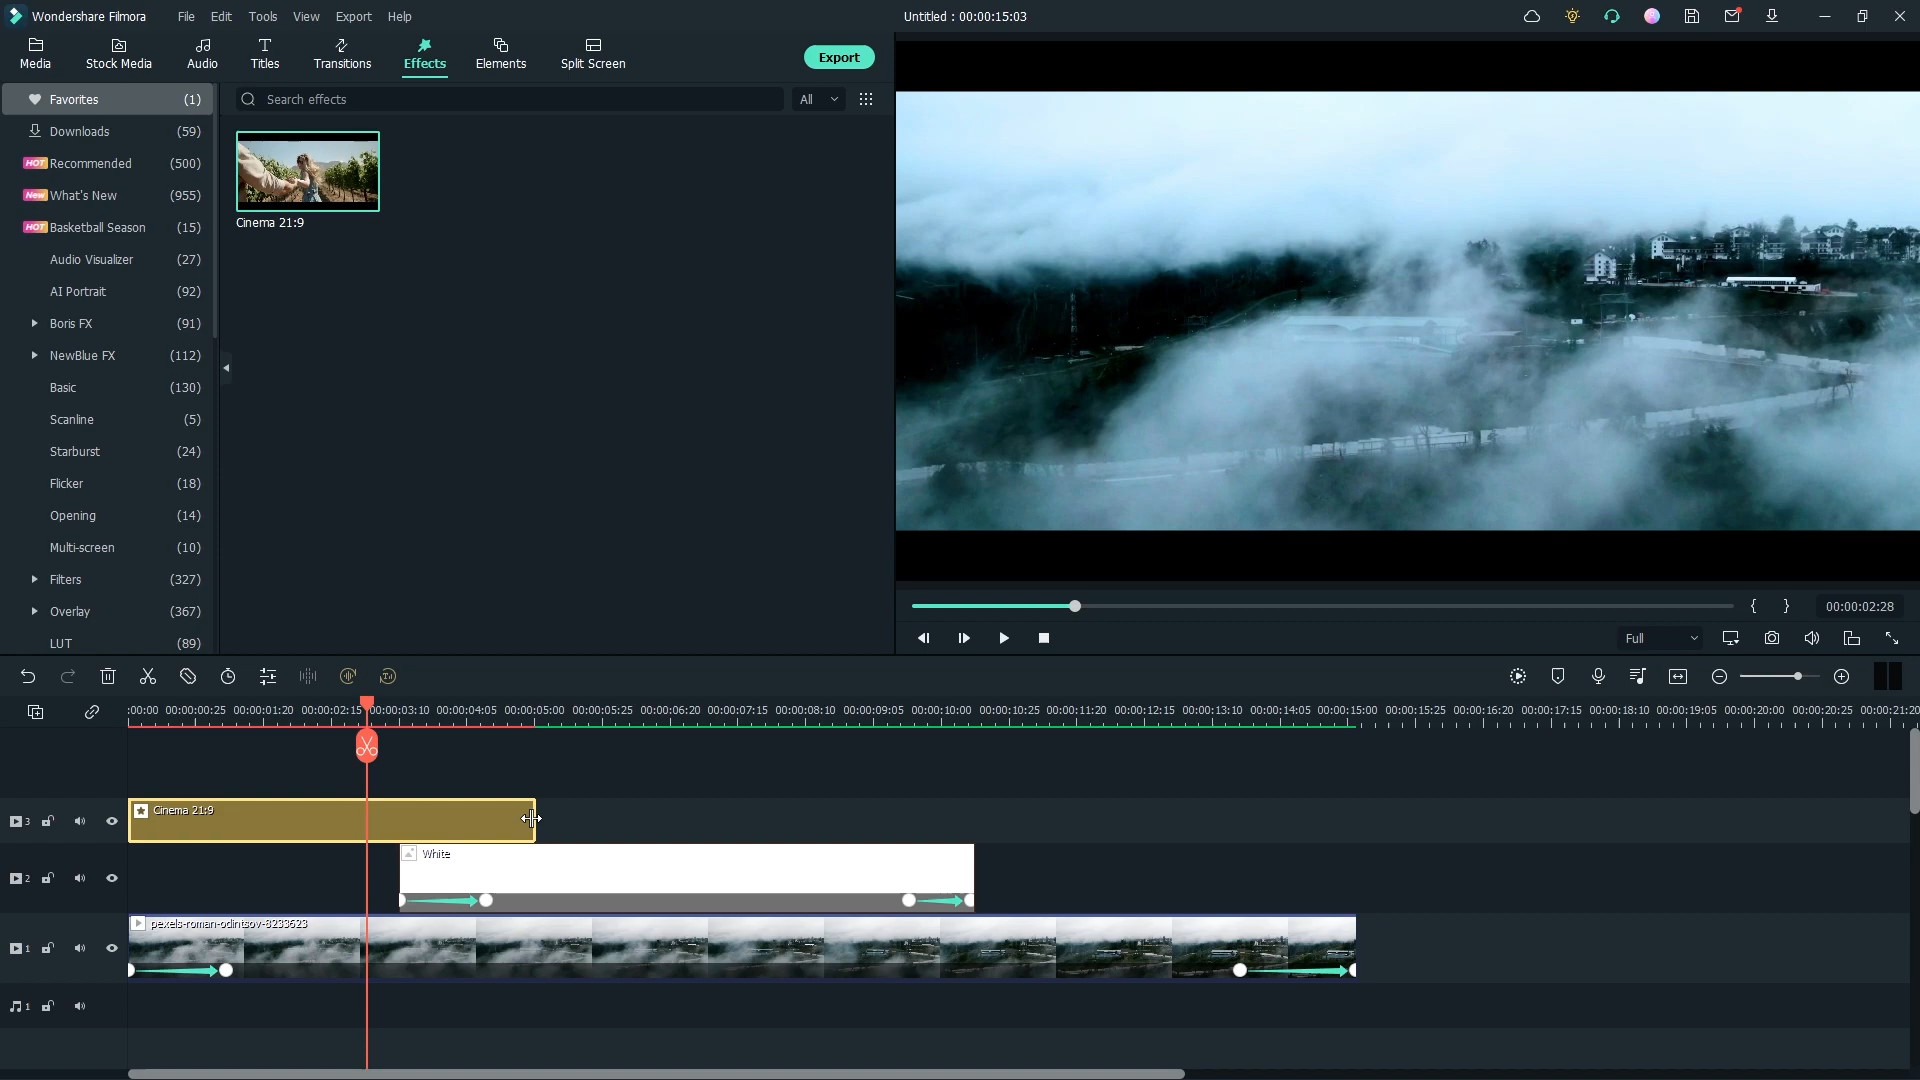 Wondershare Filmora File Edit Tools View Export Help Untitled : 00:00:15:03
Media Stock Media Audio Titles Transitions Effects Elements Split Screen Export
Favorites (1) Search effects All
Downloads (59)
HOT Recommended (500)
New What's New (955)
Cinema 21:9
HOT Basketball Season (15)
Audio Visualizer (27)
AI Portrait (92)
Boris FX (91)
NewBlue FX (112)
Basic (130)
Scanline (5)
Starburst (24)
Flicker (18)
Opening (14)
Multi-screen (10)
Filters (327)
Overlay (367)
LUT (89)
{ } 00:00:02:28
Full
:00:00 00:00:00:25 00:00:01:20 00:00:02:15 00:00:03:10 00:00:04:05 00:00:05:00 00:00:05:25 00:00:06:20 00:00:07:15 00:00:08:10 00:00:09:05 00:00:10:00 00:00:10:25 00:00:11:20 00:00:12:15 00:00:13:10 00:00:14:05 00:00:15:00 00:00:15:25 00:00:16:20 00:00:17:15 00:00:18:10 00:00:19:05 00:00:20:00 00:00:20:25 00:00:21:20
Cinema 21:9
3
White
2
pexels-roman-odintsov-8233623
1
1